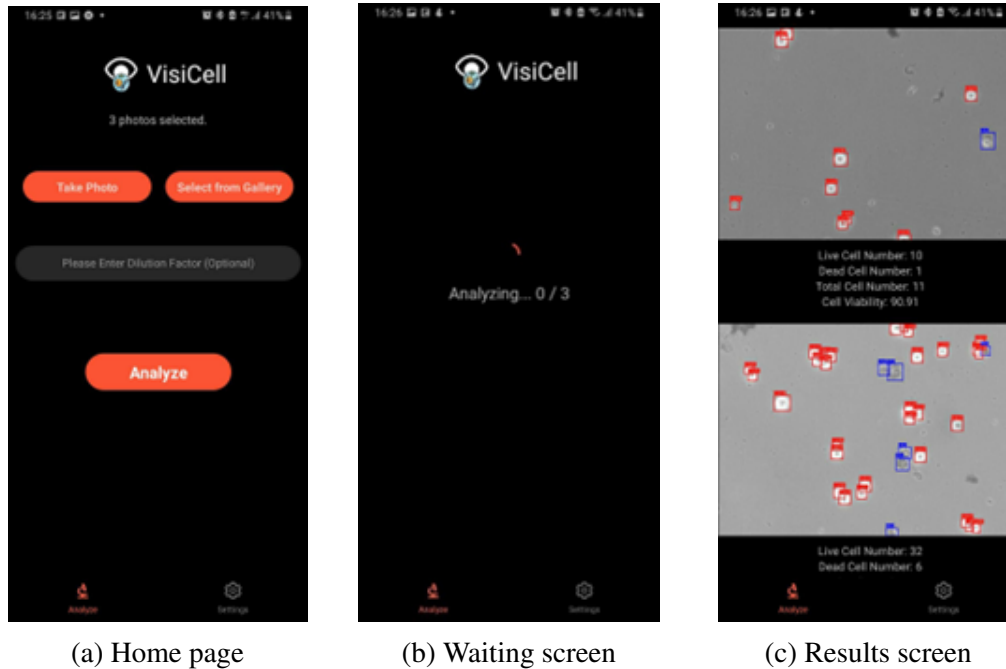 16:25
41%
VisiCell
3 photos selected.
Take Photo
Select from Gallery
Please Enter Dilution Factor (Optional)
Analyze
Analyze
Settings
(a) Home page
16:26
41%
VisiCell
Analyzing... 0 / 3
Analyze
Settings
(b) Waiting screen
16:26
41%
Live Cell Number: 10
Dead Cell Number: 1
Total Cell Number: 11
Cell Viability: 90.91
Live Cell Number: 32
Dead Cell Number: 6
Analyze
Settings
(c) Results screen